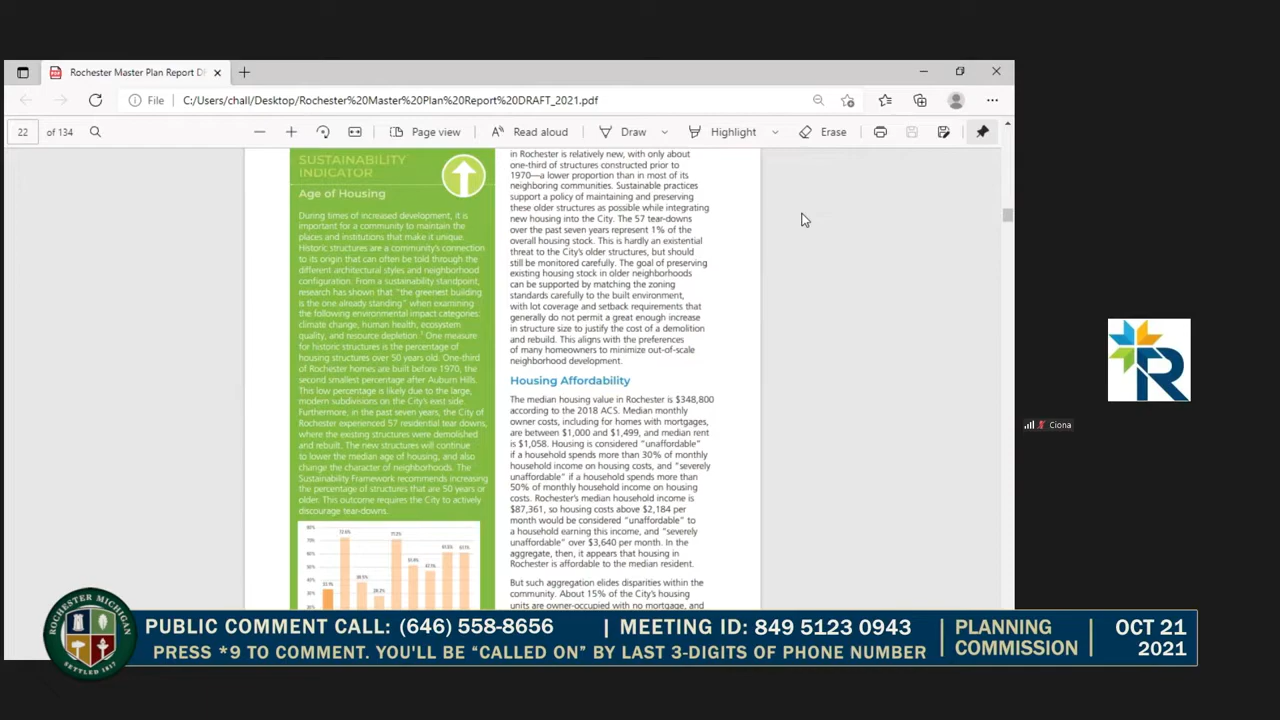 Rochester Master Plan Report D
File
C:/Users/chall/Desktop/Rochester%20Master%20Plan%20Report%20DRAFT_2021.pdf
22 of 134
Page view
Read aloud
Draw
Highlight
Erase
SUSTAINABILITY
INDICATOR
Age of Housing
During times of increased development, it is
important for a community to maintain the
places and institutions that make it unique.
Historic structures are a community's connection
to its origin that can often be told through the
different architectural styles and neighborhood
configuration. From a sustainability standpoint,
research has shown that "the greenest building
is the one already standing" when examining
the following environmental impact categories:
climate change, human health, ecosystem
quality, and resource depletion. One measure
for historic structures is the percentage of
housing structures over 50 years old. One-third
of Rochester homes are built before 1970, the
second smallest percentage after Auburn Hills.
This low percentage is likely due to the large,
modern subdivisions on the City's east side.
Furthermore, in the past seven years, the City of
Rochester experienced 57 residential tear downs,
where the existing structures were demolished
and rebuilt. The new structures will continue
to lower the median age of housing, and also
change the character of neighborhoods. The
Sustainability Framework recommends increasing
the percentage of structures that are 50 years or
older. This outcome requires the City to actively
discourage tear-downs.
80%
70%
60%
50%
40%
in Rochester is relatively new, with only about
one-third of structures constructed prior to
1970—a lower proportion than in most of its
neighboring communities. Sustainable practices
support a policy of maintaining and preserving
these older structures as possible while integrating
new housing into the City. The 57 tear-downs
over the past seven years represent 1% of the
overall housing stock. This is hardly an existential
threat to the City's older structures, but should
still be monitored carefully. The goal of preserving
existing housing stock in older neighborhoods
can be supported by matching the zoning
standards carefully to the built environment,
with lot coverage and setback requirements that
generally do not permit a great enough increase
in structure size to justify the cost of a demolition
and rebuild. This aligns with the preferences
of many homeowners to minimize out-of-scale
neighborhood development.
Housing Affordability
The median housing value in Rochester is $348,800
according to the 2018 ACS. Median monthly
owner costs, including for homes with mortgages,
are between $1,000 and $1,499, and median rent
is $1,058. Housing is considered "unaffordable"
if a household spends more than 30% of monthly
household income on housing costs, and "severely
unaffordable" if a household spends more than
50% of monthly household income on housing
costs. Rochester's median household income is
$87,361, so housing costs above $2,184 per
month would be considered "unaffordable" to
a household earning this income, and "severely
unaffordable" over $3,640 per month. In the
aggregate, then, it appears that housing in
Rochester is affordable to the median resident.
But such aggregation elides disparities within the
community. About 15% of the City's housing
units are owner-occupied with no mortgage, and
R
Ciona
ROCHESTER MICHIGAN
SETTLED 1817
PUBLIC COMMENT CALL: (646) 558-8656 | MEETING ID: 849 5123 0943
PRESS *9 TO COMMENT. YOU'LL BE "CALLED ON" BY LAST 3-DIGITS OF PHONE NUMBER
PLANNING
COMMISSION
OCT 21
2021